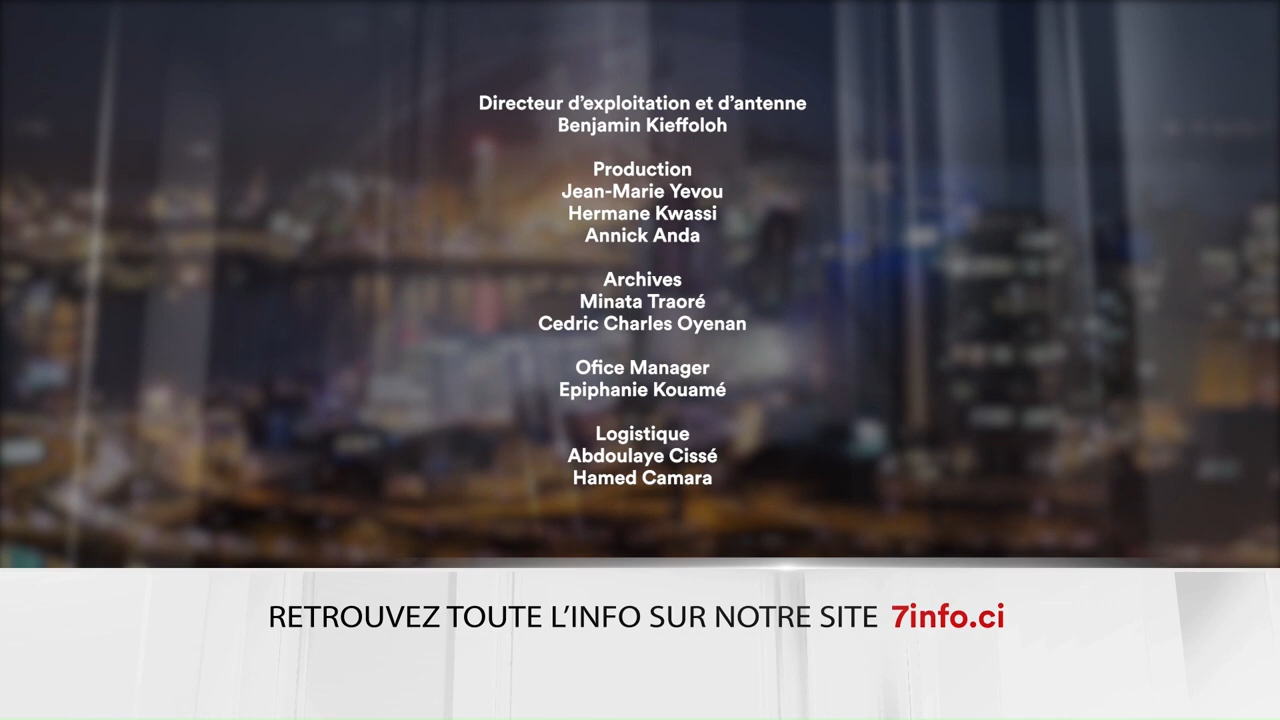 Directeur d'exploitation et d'antenne
Benjamin Kieffoloh
Production
Jean-Marie Yevou
Hermane Kwassi
Annick Anda
Archives
Minata Traoré
Cedric Charles Oyenan
Ofice Manager
Epiphanie Kouamé
Logistique
Abdoulaye Cissé
Hamed Camara
RETROUVEZ TOUTE L'INFO SUR NOTRE SITE 7info.ci